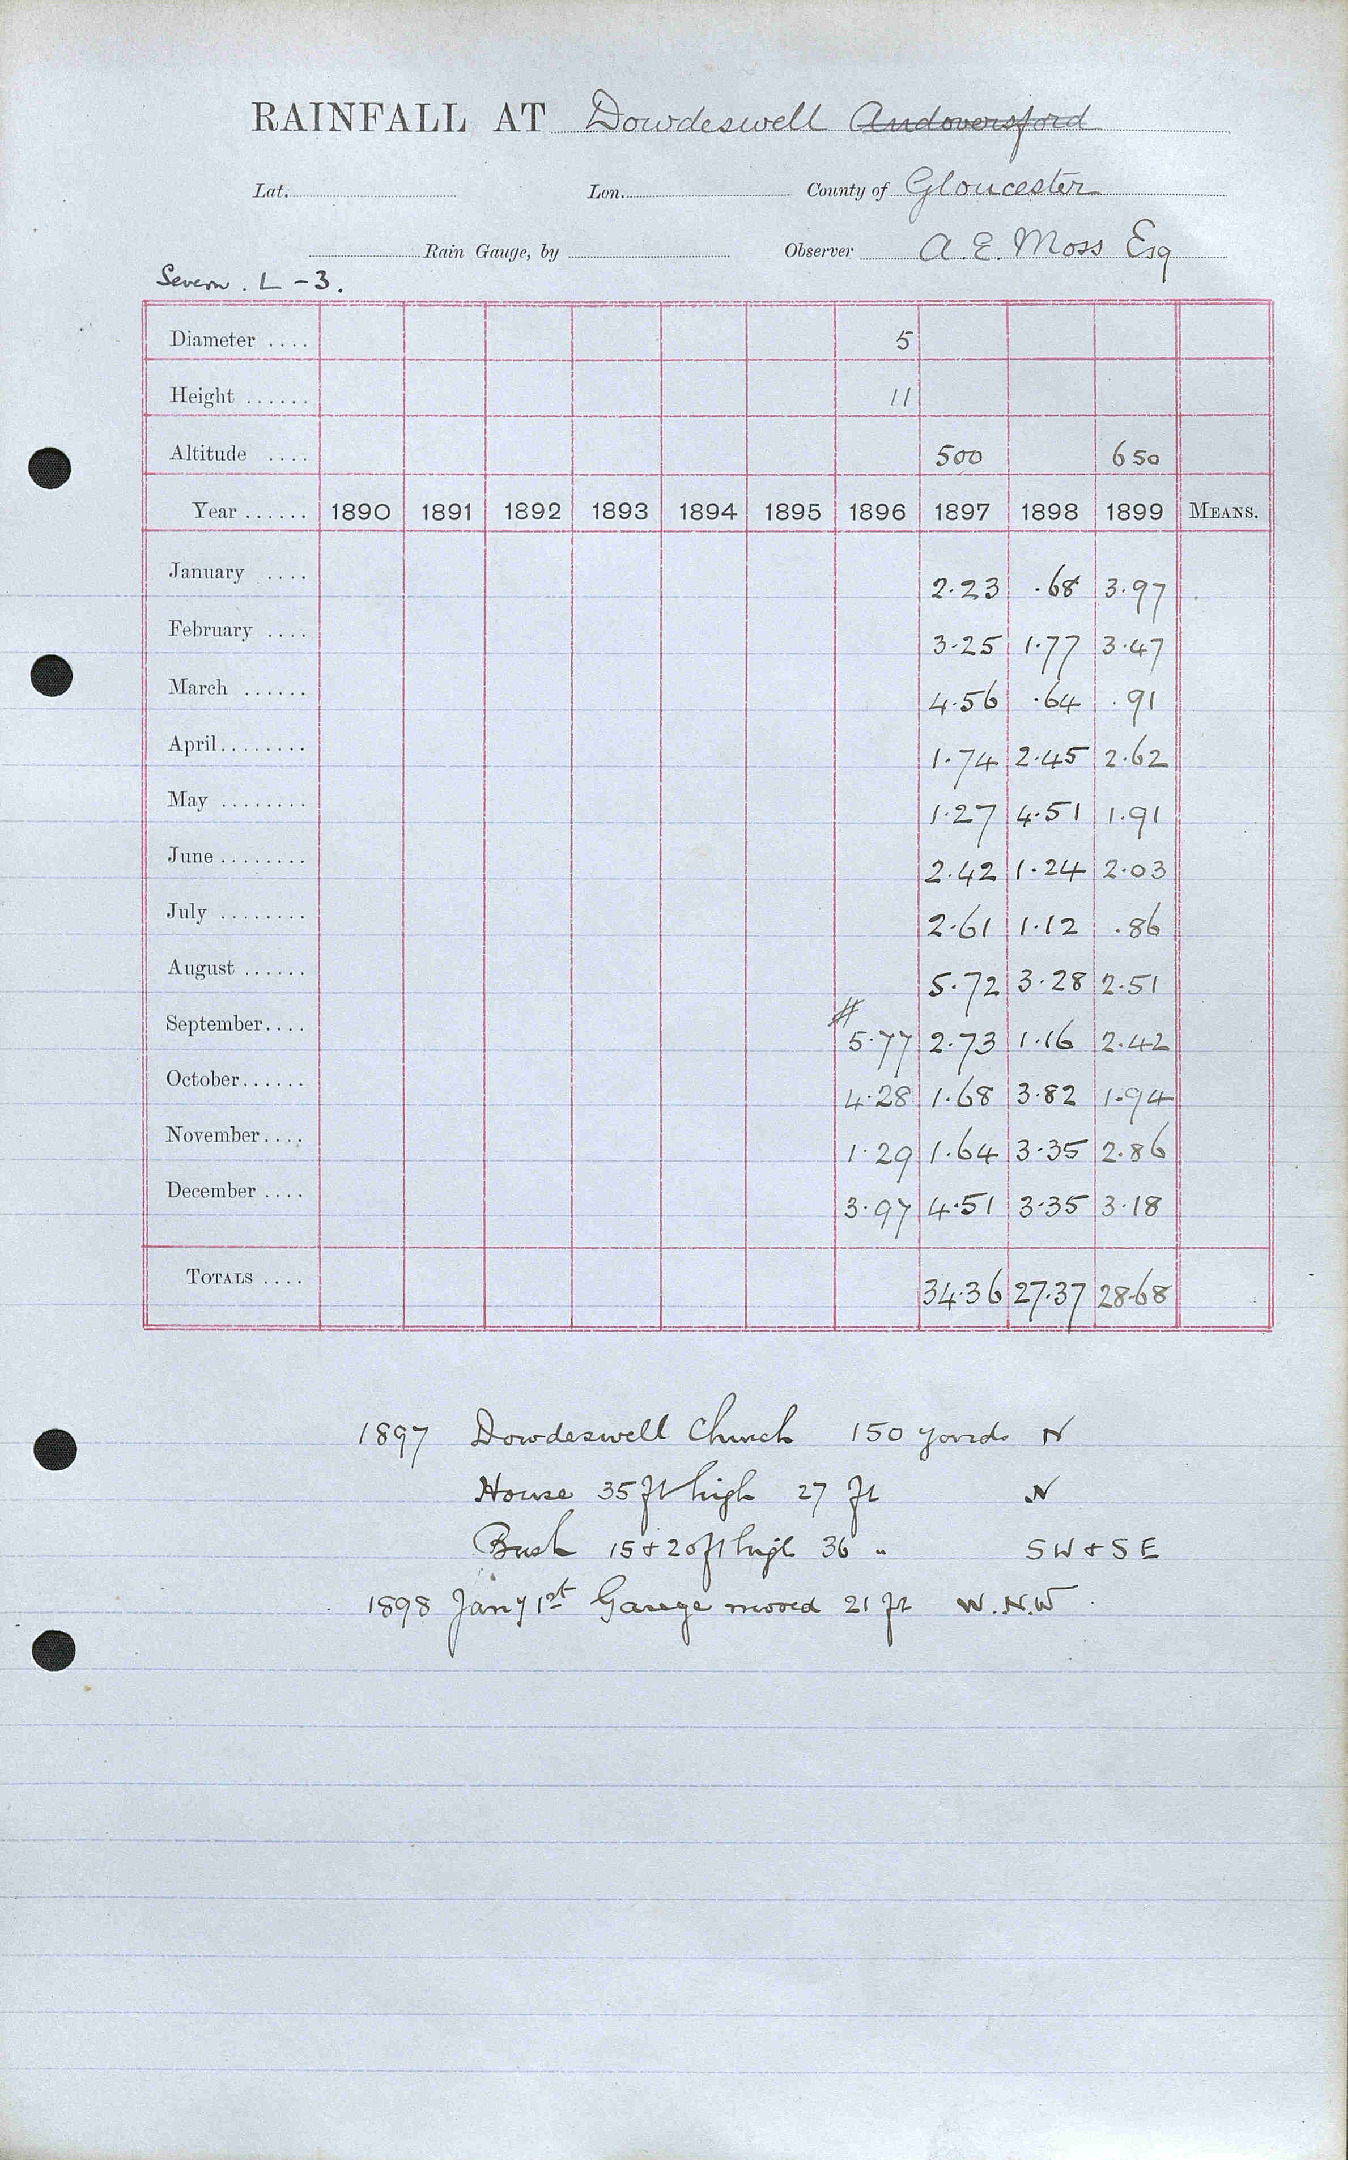 RAINFALL AT Dowdeswell Andoversford
Lat. Lon. County of Gloucester
Rain Gauge, by Observer A. E. Moss Esq
Severn. L - 3.
Diameter .... 5
Height ...... 11
Altitude .... 500 650
Year ...... 1890 1891 1892 1893 1894 1895 1896 1897 1898 1899 MEANS.
January .... 2.23 .68 3.97
February .... 3.25 1.77 3.47
March ...... 4.56 .64 .91
April........ 1.74 2.45 2.62
May ........ 1.27 4.51 1.91
June ........ 2.42 1.24 2.03
July ........ 2.61 1.12 .86
August ...... 5.72 3.28 2.51
#
September.... 5.77 2.73 1.16 2.42
October...... 4.28 1.68 3.82 1.94
November.... 1.29 1.64 3.35 2.86
December .... 3.97 4.51 3.35 3.18
TOTALS .... 34.36 27.37 28.68
1897 Dowdeswell Church 150 yards N
House 35 ft high 27 ft N
Bush 15 & 20 ft high 36 " SW & SE
1898 Jany 1st Gauge moved 21 ft W.N.W.